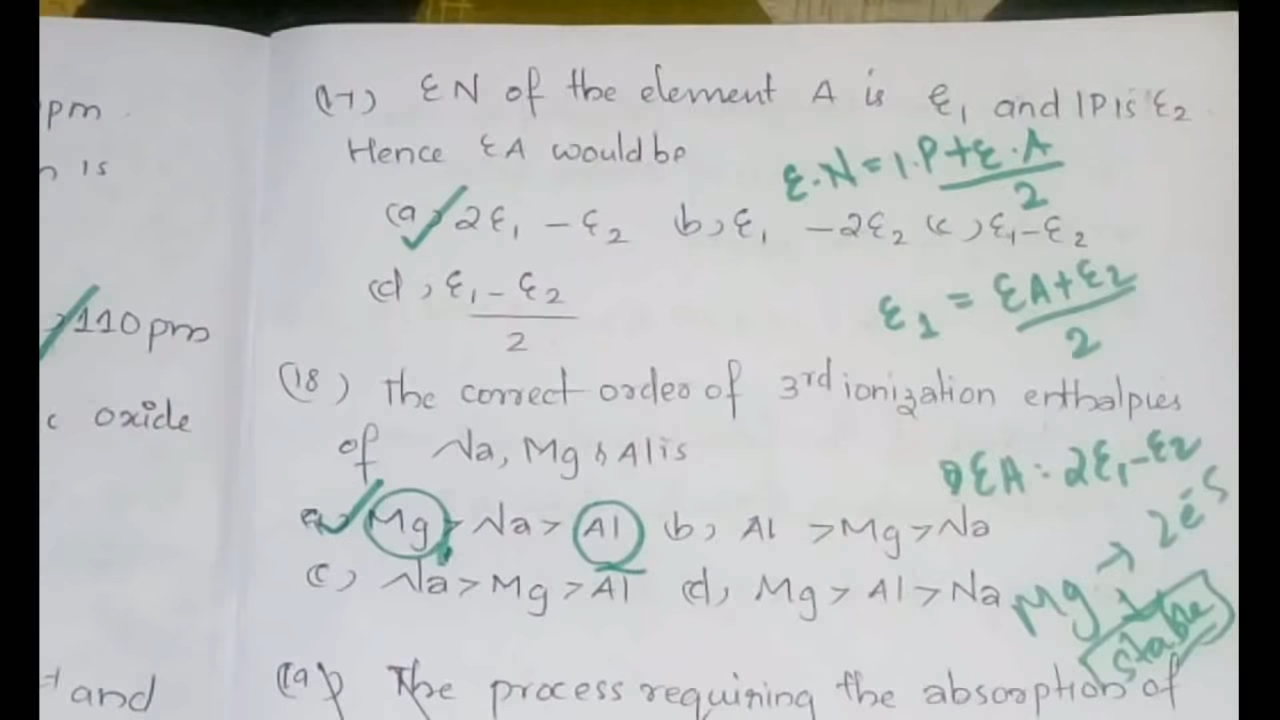 pm
is
110 pm
c oxide
and
(17) εN of the element A is ε₁ and IP is ε₂
Hence εA would be
ε.N = I.P + ε.A / 2
(a) 2ε₁ - ε₂ (b) ε₁ - 2ε₂ (c) ε₁ - ε₂
(d) ε₁ - ε₂ / 2
ε₁ = εA + ε₂ / 2
(18) The correct order of 3rd ionization enthalpies
of Na, Mg & Al is
εA = 2ε₁ - ε₂
(a) Mg > Na > Al (b) Al > Mg > Na
(c) Na > Mg > Al (d) Mg > Al > Na
Mg → 2e⁻s
stable
(19) The process requining the absorption of